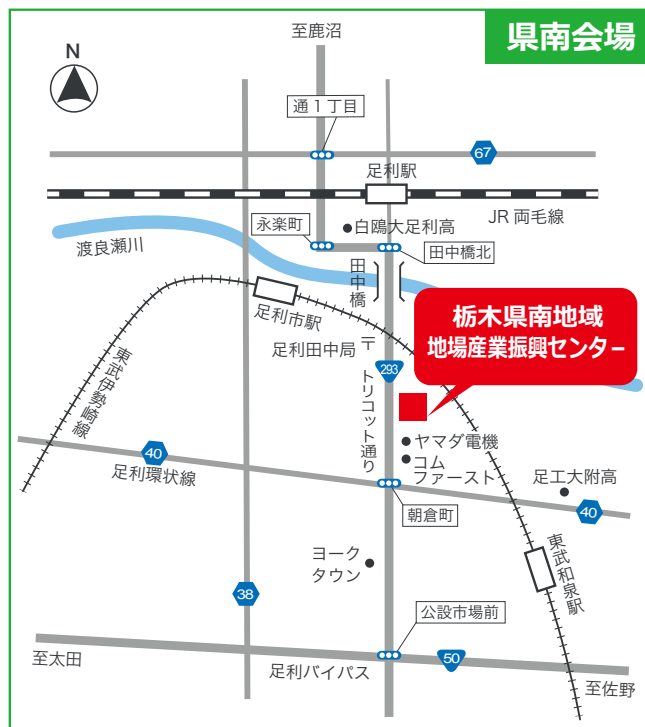 県南会場
至鹿沼
N
通1丁目
67
足利駅
JR両毛線
永楽町
白鴎大足利高
田中橋北
渡良瀬川
田中橋
足利市駅
栃木県南地域
地場産業振興センター
足利田中局
〒
293
トリコット通り
東武伊勢崎線
ヤマダ電機
コム
ファースト
40
足利環状線
足工大附高
40
朝倉町
ヨーク
タウン
東武和泉駅
38
公設市場前
至太田
足利バイパス
50
至佐野